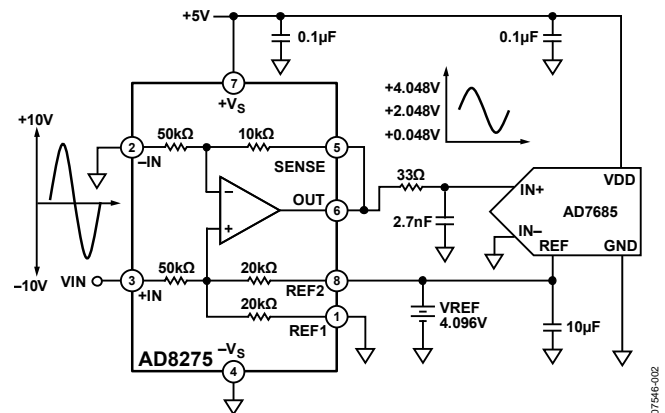 +5V
0.1µF
0.1µF
7
+VS
+4.048V
+2.048V
+0.048V
+10V
50kΩ
10kΩ
2
–IN
5
SENSE
–
33Ω
VDD
OUT
6
IN+
AD7685
2.7nF
IN–
+
REF
GND
50kΩ
20kΩ
–10V
VIN
3
+IN
8
REF2
20kΩ
VREF
4.096V
1
REF1
10µF
AD8275
–VS
4
07546-002